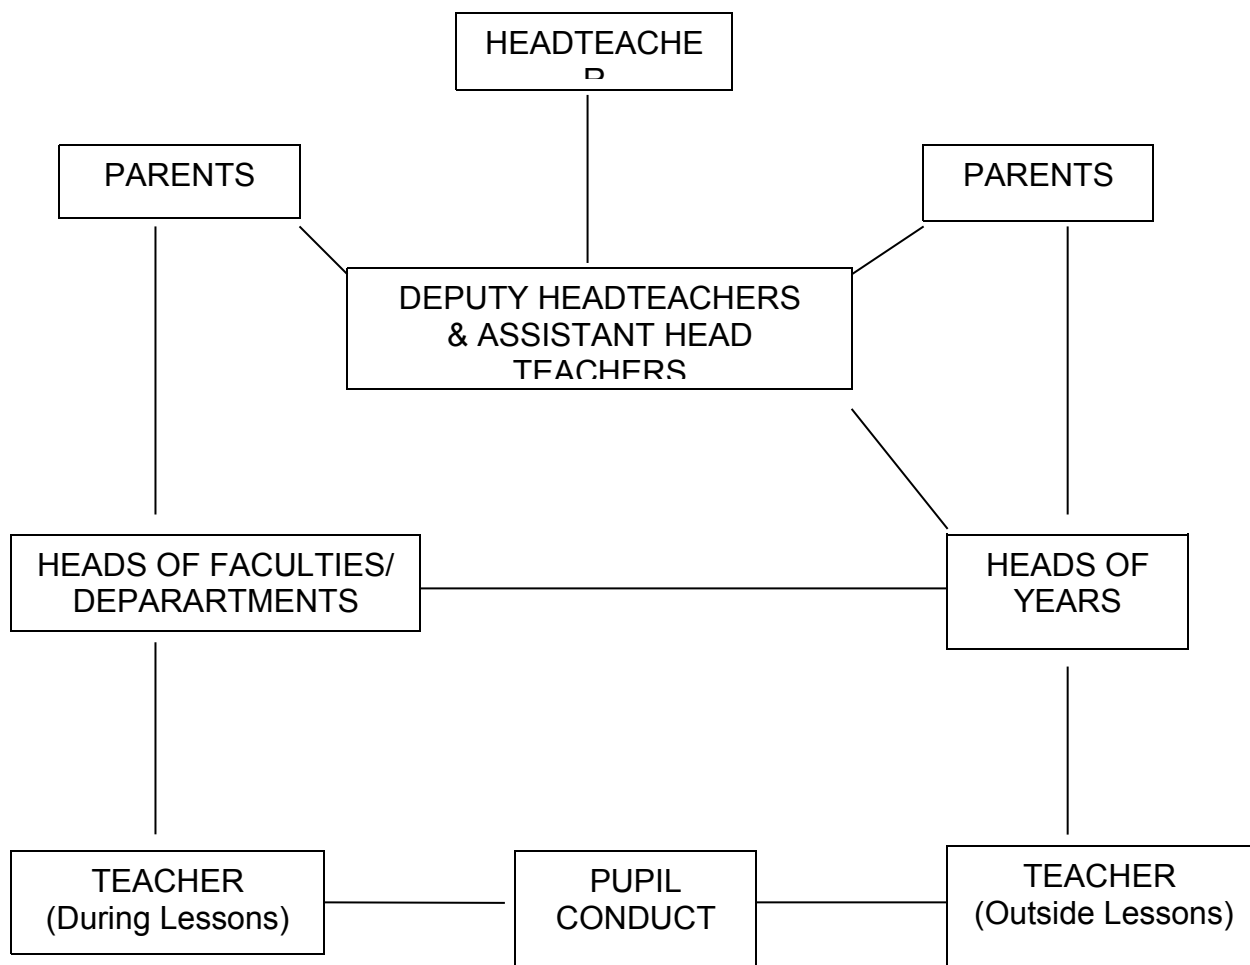 HEADTEACHE
R
PARENTS
PARENTS
DEPUTY HEADTEACHERS
& ASSISTANT HEAD
TEACHERS
HEADS OF FACULTIES/
DEPARARTMENTS
HEADS OF
YEARS
TEACHER
(During Lessons)
PUPIL
CONDUCT
TEACHER
(Outside Lessons)